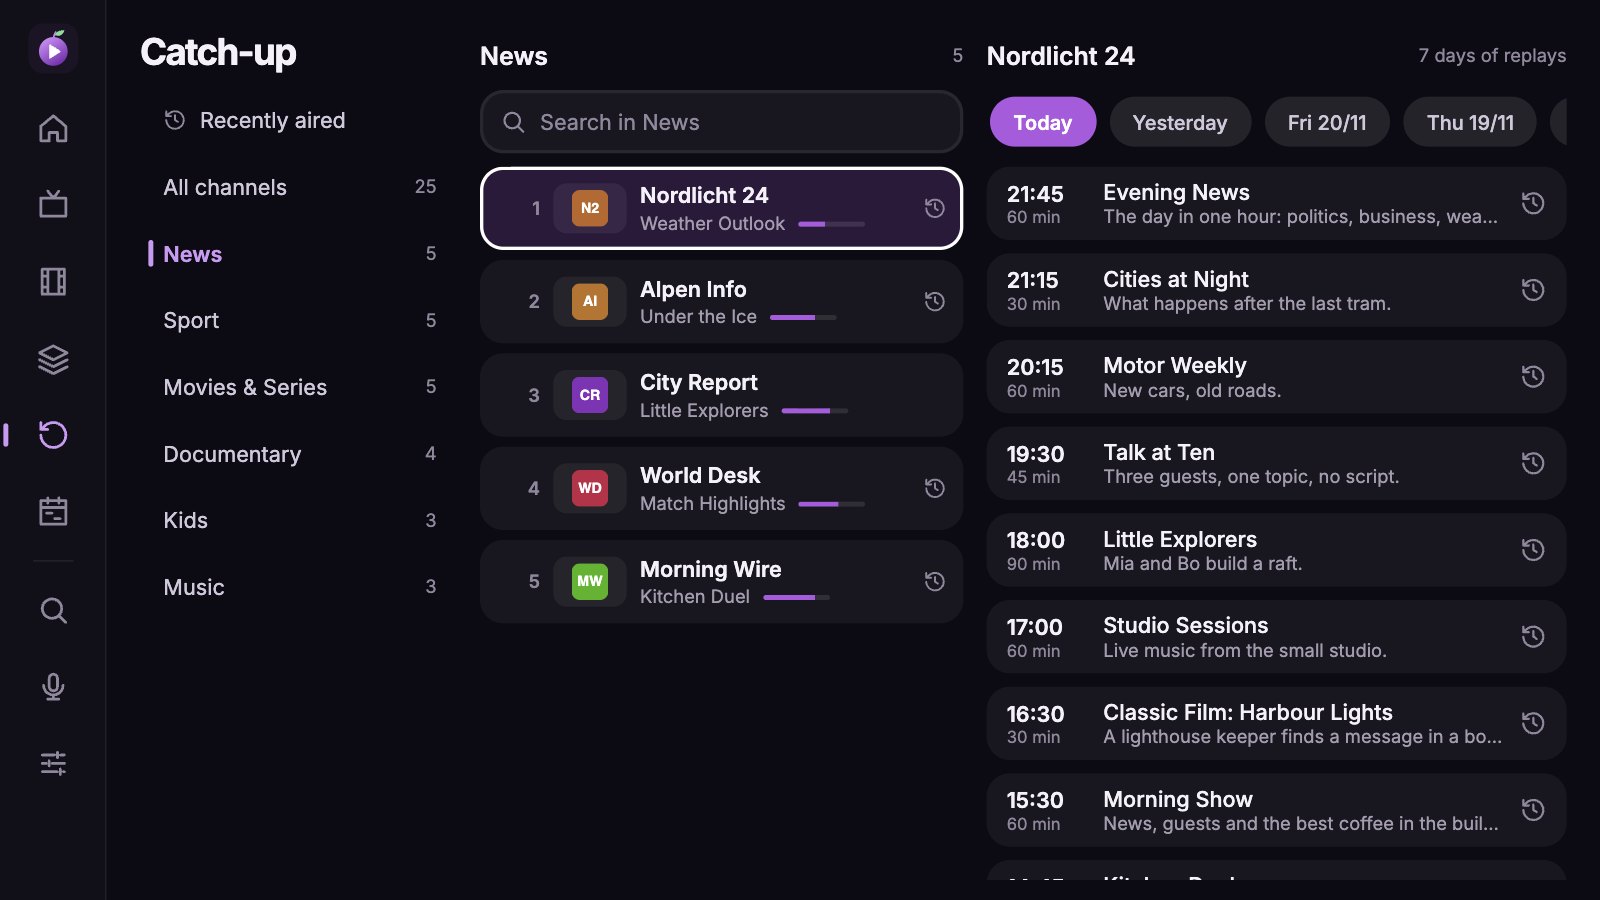 Catch-up
Recently aired
All channels 25
News 5
Sport 5
Movies & Series 5
Documentary 4
Kids 3
Music 3
News 5
Search in News
1 N2 Nordlicht 24
Weather Outlook
2 AI Alpen Info
Under the Ice
3 CR City Report
Little Explorers
4 WD World Desk
Match Highlights
5 MW Morning Wire
Kitchen Duel
Nordlicht 24 7 days of replays
Today Yesterday Fri 20/11 Thu 19/11
21:45 Evening News
60 min The day in one hour: politics, business, wea...
21:15 Cities at Night
30 min What happens after the last tram.
20:15 Motor Weekly
60 min New cars, old roads.
19:30 Talk at Ten
45 min Three guests, one topic, no script.
18:00 Little Explorers
90 min Mia and Bo build a raft.
17:00 Studio Sessions
60 min Live music from the small studio.
16:30 Classic Film: Harbour Lights
30 min A lighthouse keeper finds a message in a bo...
15:30 Morning Show
60 min News, guests and the best coffee in the buil...